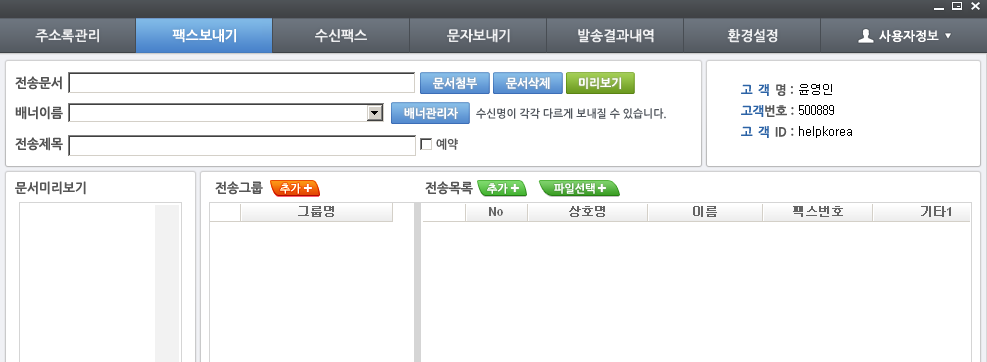 주소록관리 팩스보내기 수신팩스 문자보내기 발송결과내역 환경설정 사용자정보 ▼
전송문서 문서첨부 문서삭제 미리보기
배너이름 배너관리자 수신명이 각각 다르게 보내질 수 있습니다.
전송제목 예약
고 객 명 : 윤영인
고객번호 : 500889
고 객 ID : helpkorea
문서미리보기 전송그룹 추가+ 전송목록 추가+ 파일선택+
그룹명 No 상호명 이름 팩스번호 기타1